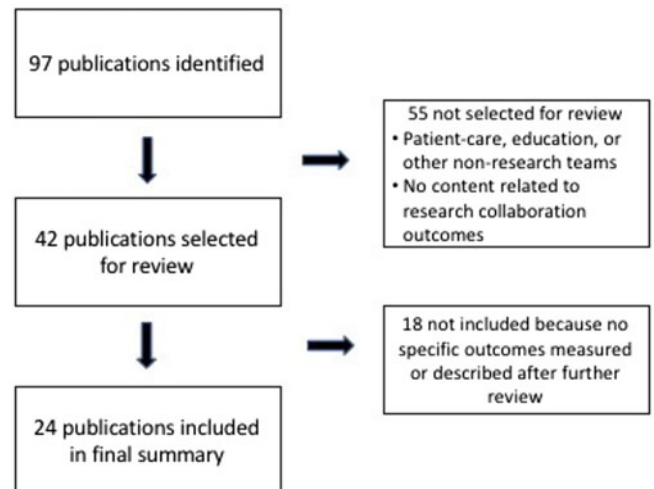 97 publications identified
55 not selected for review
• Patient-care, education, or
other non-research teams
• No content related to
research collaboration
outcomes
42 publications selected
for review
18 not included because no
specific outcomes measured
or described after further
review
24 publications included
in final summary